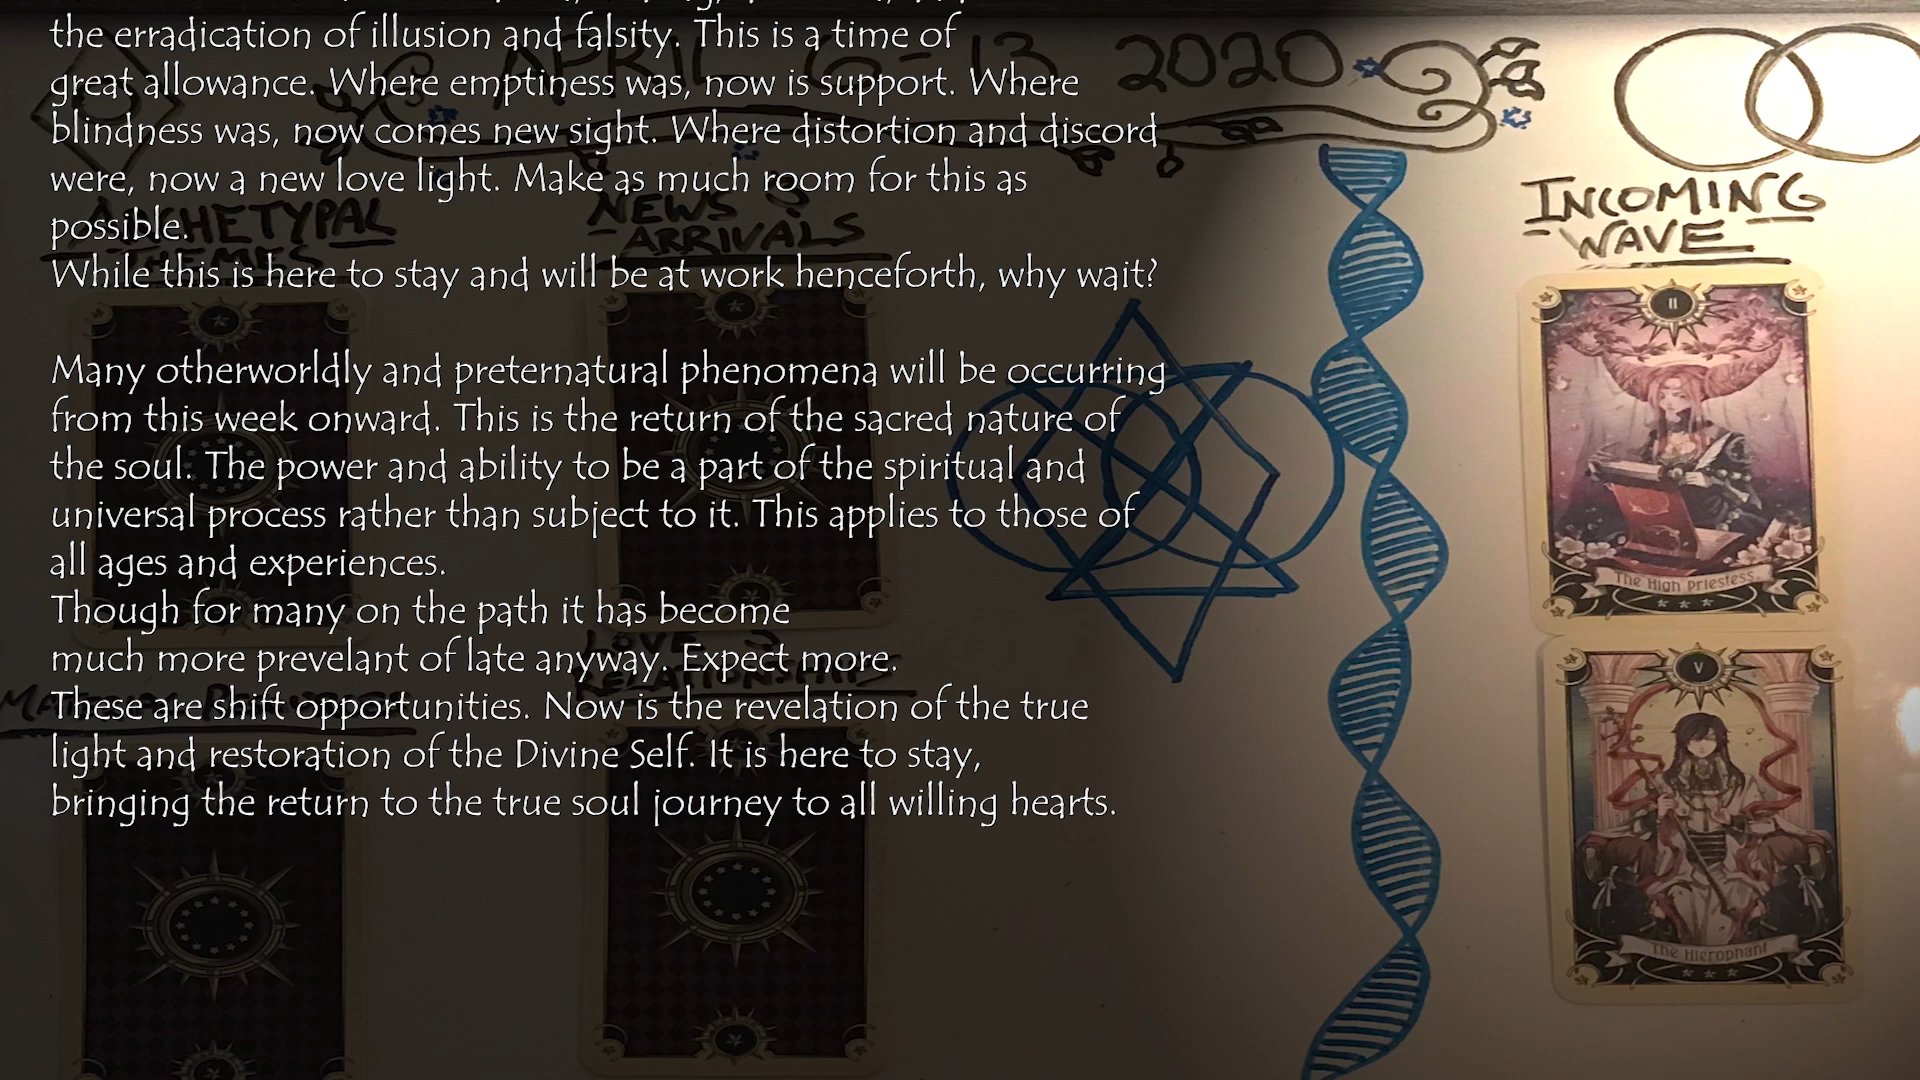 the erradication of illusion and falsity. This is a time of
great allowance. Where emptiness was, now is support. Where
blindness was, now comes new sight. Where distortion and discord
were, now a new love light. Make as much room for this as
possible.
While this is here to stay and will be at work henceforth, why wait?
Many otherworldly and preternatural phenomena will be occurring
from this week onward. This is the return of the sacred nature of
the soul. The power and ability to be a part of the spiritual and
universal process rather than subject to it. This applies to those of
all ages and experiences.
Though for many on the path it has become
much more prevelant of late anyway. Expect more.
These are shift opportunities. Now is the revelation of the true
light and restoration of the Divine Self. It is here to stay,
bringing the return to the true soul journey to all willing hearts.
APRIL 6-13 2020
ARCHETYPAL
THEMES
NEWS &
ARRIVALS
LOVE &
RELATIONSHIPS
INCOMING
WAVE
II
The High Priestess
V
The Hierophant